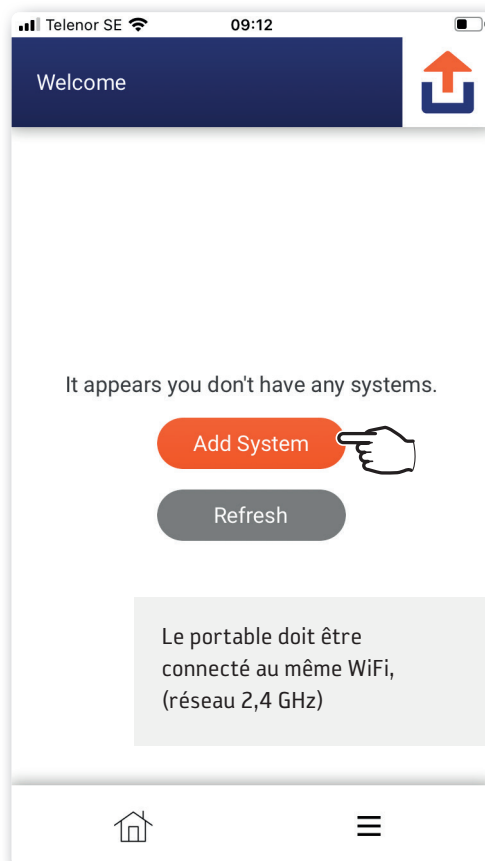 Telenor SE 09:12
Welcome
It appears you don't have any systems.
Add System
Refresh
Le portable doit être
connecté au même WiFi,
(réseau 2,4 GHz)